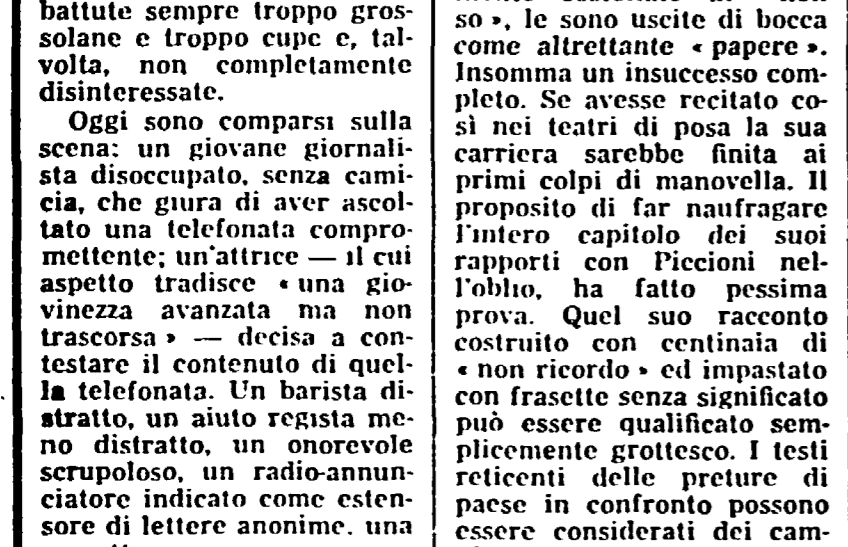 battute sempre troppo gros-
solane e troppo cupe e, tal-
volta, non completamente
disinteressate.
Oggi sono comparsi sulla
scena: un giovane giornali-
sta disoccupato, senza cami-
cia, che giura di aver ascol-
tato una telefonata compro-
mettente; un'attrice — il cui
aspetto tradisce « una gio-
vinezza avanzata ma non
trascorsa » — decisa a con-
testare il contenuto di quel-
la telefonata. Un barista di-
stratto, un aiuto regista me-
no distratto, un onorevole
scrupoloso, un radio-annun-
ciatore indicato come esten-
sore di lettere anonime, una
so », le sono uscite di bocca
come altrettante « papere ».
Insomma un insuccesso com-
pleto. Se avesse recitato co-
sì nei teatri di posa la sua
carriera sarebbe finita ai
primi colpi di manovella. Il
proposito di far naufragare
l'intero capitolo dei suoi
rapporti con Piccioni nel-
l'oblio, ha fatto pessima
prova. Quel suo racconto
costruito con centinaia di
« non ricordo » ed impastato
con frasette senza significato
può essere qualificato sem-
plicemente grottesco. I testi
reticenti delle preture di
paese in confronto possono
essere considerati dei cam-